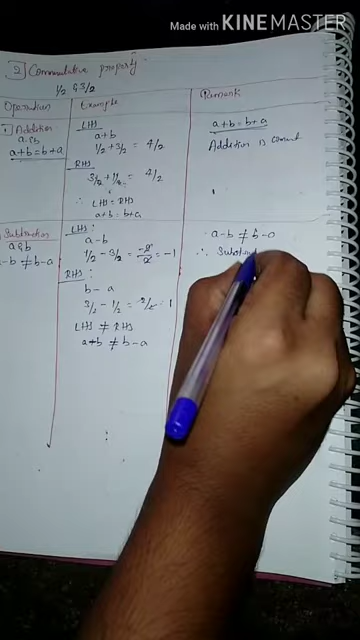 Made with
KINEMASTER
2 Commutative property
1/2 & 3/2
Operation
Example
Remark
1 Addition
a & b
a+b = b+a
LHS
a+b
1/2 + 3/2 = 4/2
RHS
3/2 + 1/2 = 4/2
∴ LHS = RHS
a+b = b+a
a+b = b+a
Addition is
Subtraction
a & b
a-b ≠ b-a
LHS :
a-b
1/2 - 3/2 = -2/2 = -1
RHS :
b - a
3/2 - 1/2 = 2/2 = 1
LHS ≠ RHS
a+b ≠ b-a
a-b ≠ b-a